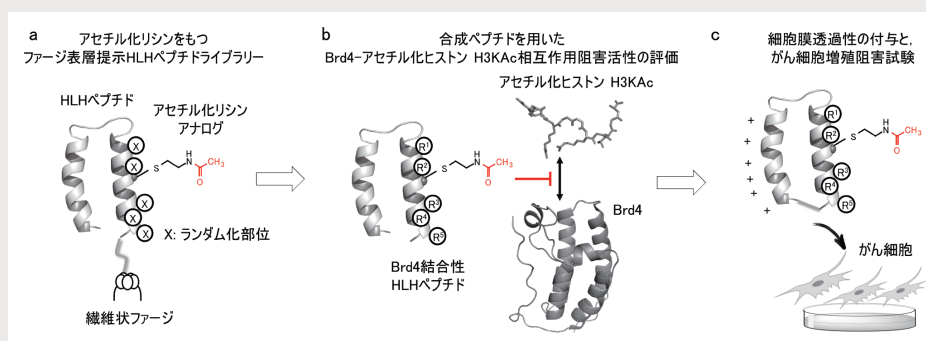 a
アセチル化リシンをもつ
ファージ表層提示HLHペプチドライブラリー
HLHペプチド
アセチル化リシン
アナログ
X
X
X
X
X
S
H
N
O
CH3
X: ランダム化部位
繊維状ファージ
b
合成ペプチドを用いた
Brd4−アセチル化ヒストン H3KAc相互作用阻害活性の評価
アセチル化ヒストン H3KAc
R1
R2
R3
R4
R5
S
H
N
O
CH3
Brd4
Brd4結合性
HLHペプチド
c
細胞膜透過性の付与と,
がん細胞増殖阻害試験
R1
R2
R3
R4
R5
S
H
N
O
CH3
+
+
+
+
+
+
がん細胞